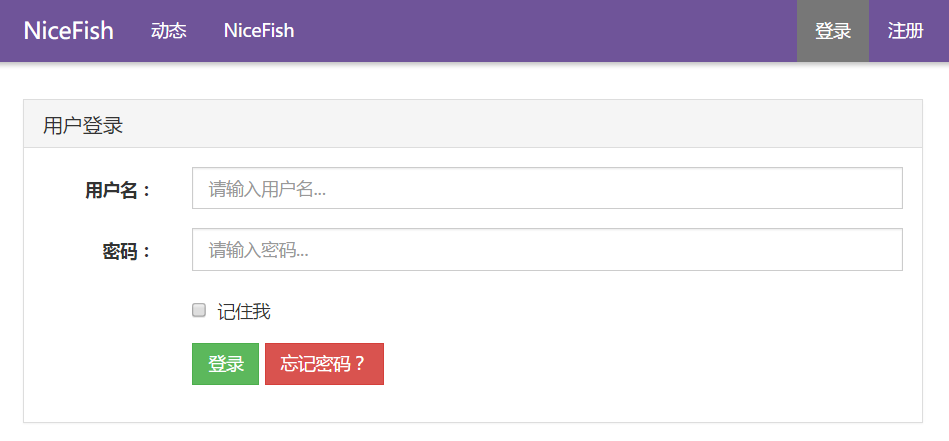 NiceFish 动态 NiceFish 登录 注册
用户登录
用户名： 请输入用户名...
密码： 请输入密码...
记住我
登录 忘记密码？